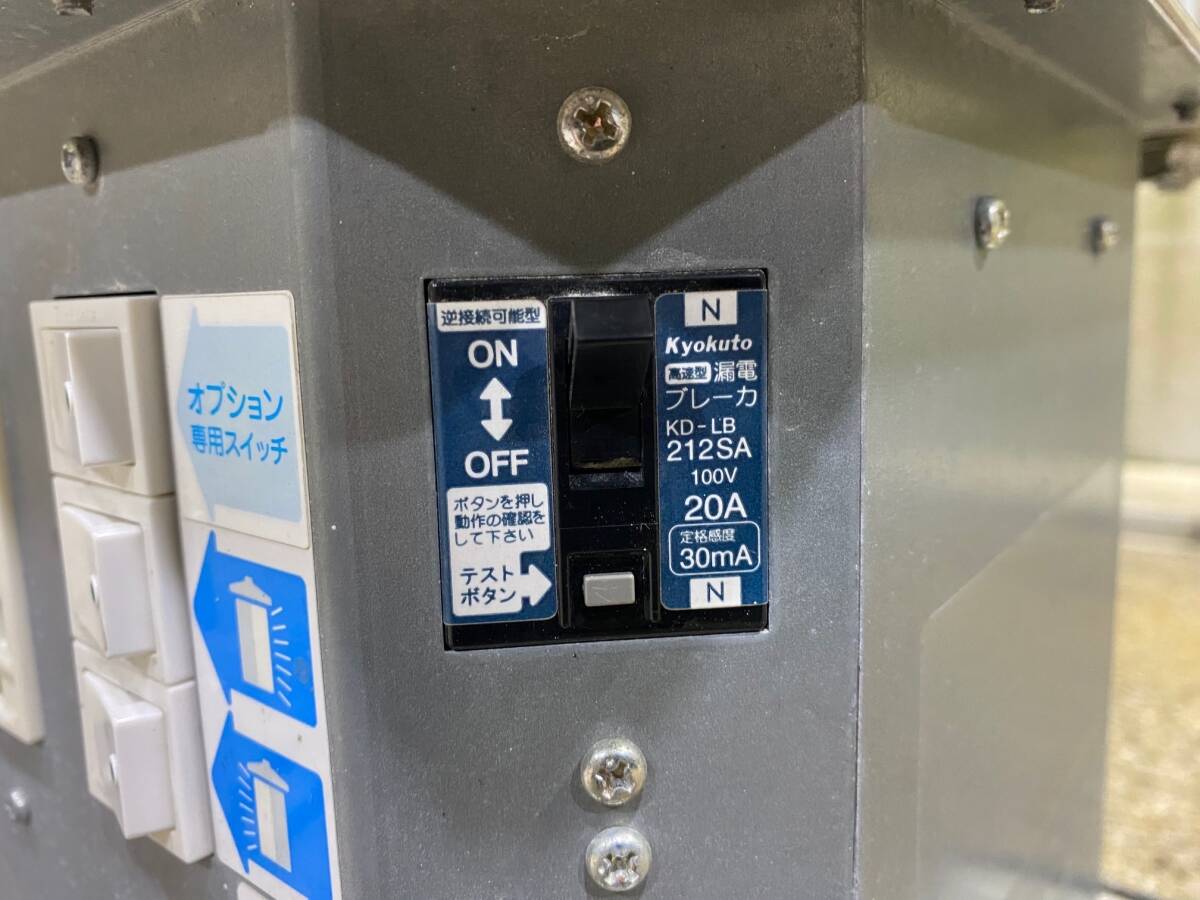 オプション
専用スイッチ
逆接続可能型
ON
OFF
ボタンを押し
動作の確認を
して下さい
テスト
ボタン
N
Kyokuto
高速型 漏電
ブレーカ
KD-LB
212SA
100V
20A
定格感度
30mA
N